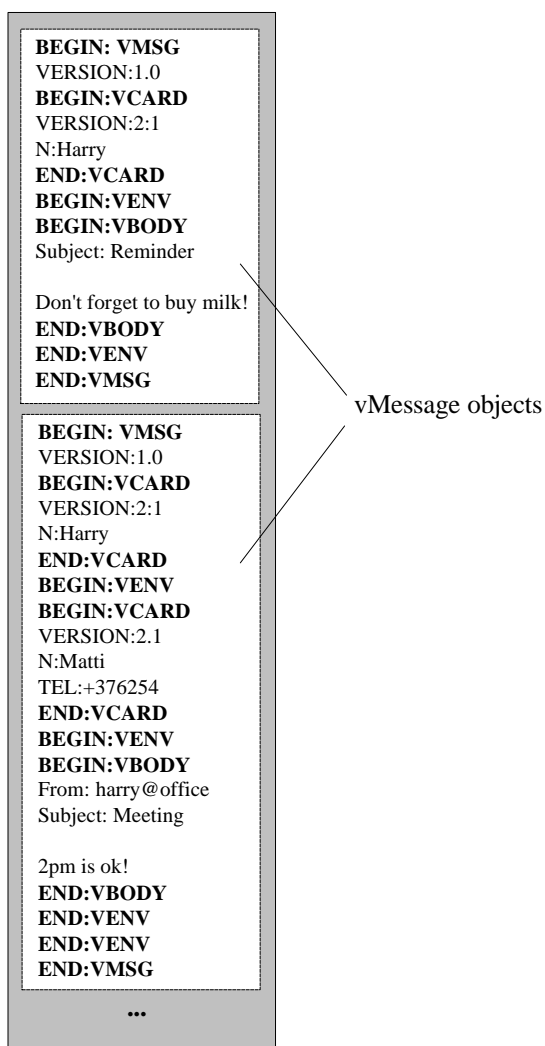 BEGIN: VMSG
VERSION:1.0
BEGIN:VCARD
VERSION:2:1
N:Harry
END:VCARD
BEGIN:VENV
BEGIN:VBODY
Subject: Reminder
Don't forget to buy milk!
END:VBODY
END:VENV
END:VMSG
vMessage objects
BEGIN: VMSG
VERSION:1.0
BEGIN:VCARD
VERSION:2:1
N:Harry
END:VCARD
BEGIN:VENV
BEGIN:VCARD
VERSION:2.1
N:Matti
TEL:+376254
END:VCARD
BEGIN:VENV
BEGIN:VBODY
From: harry@office
Subject: Meeting
2pm is ok!
END:VBODY
END:VENV
END:VENV
END:VMSG
...